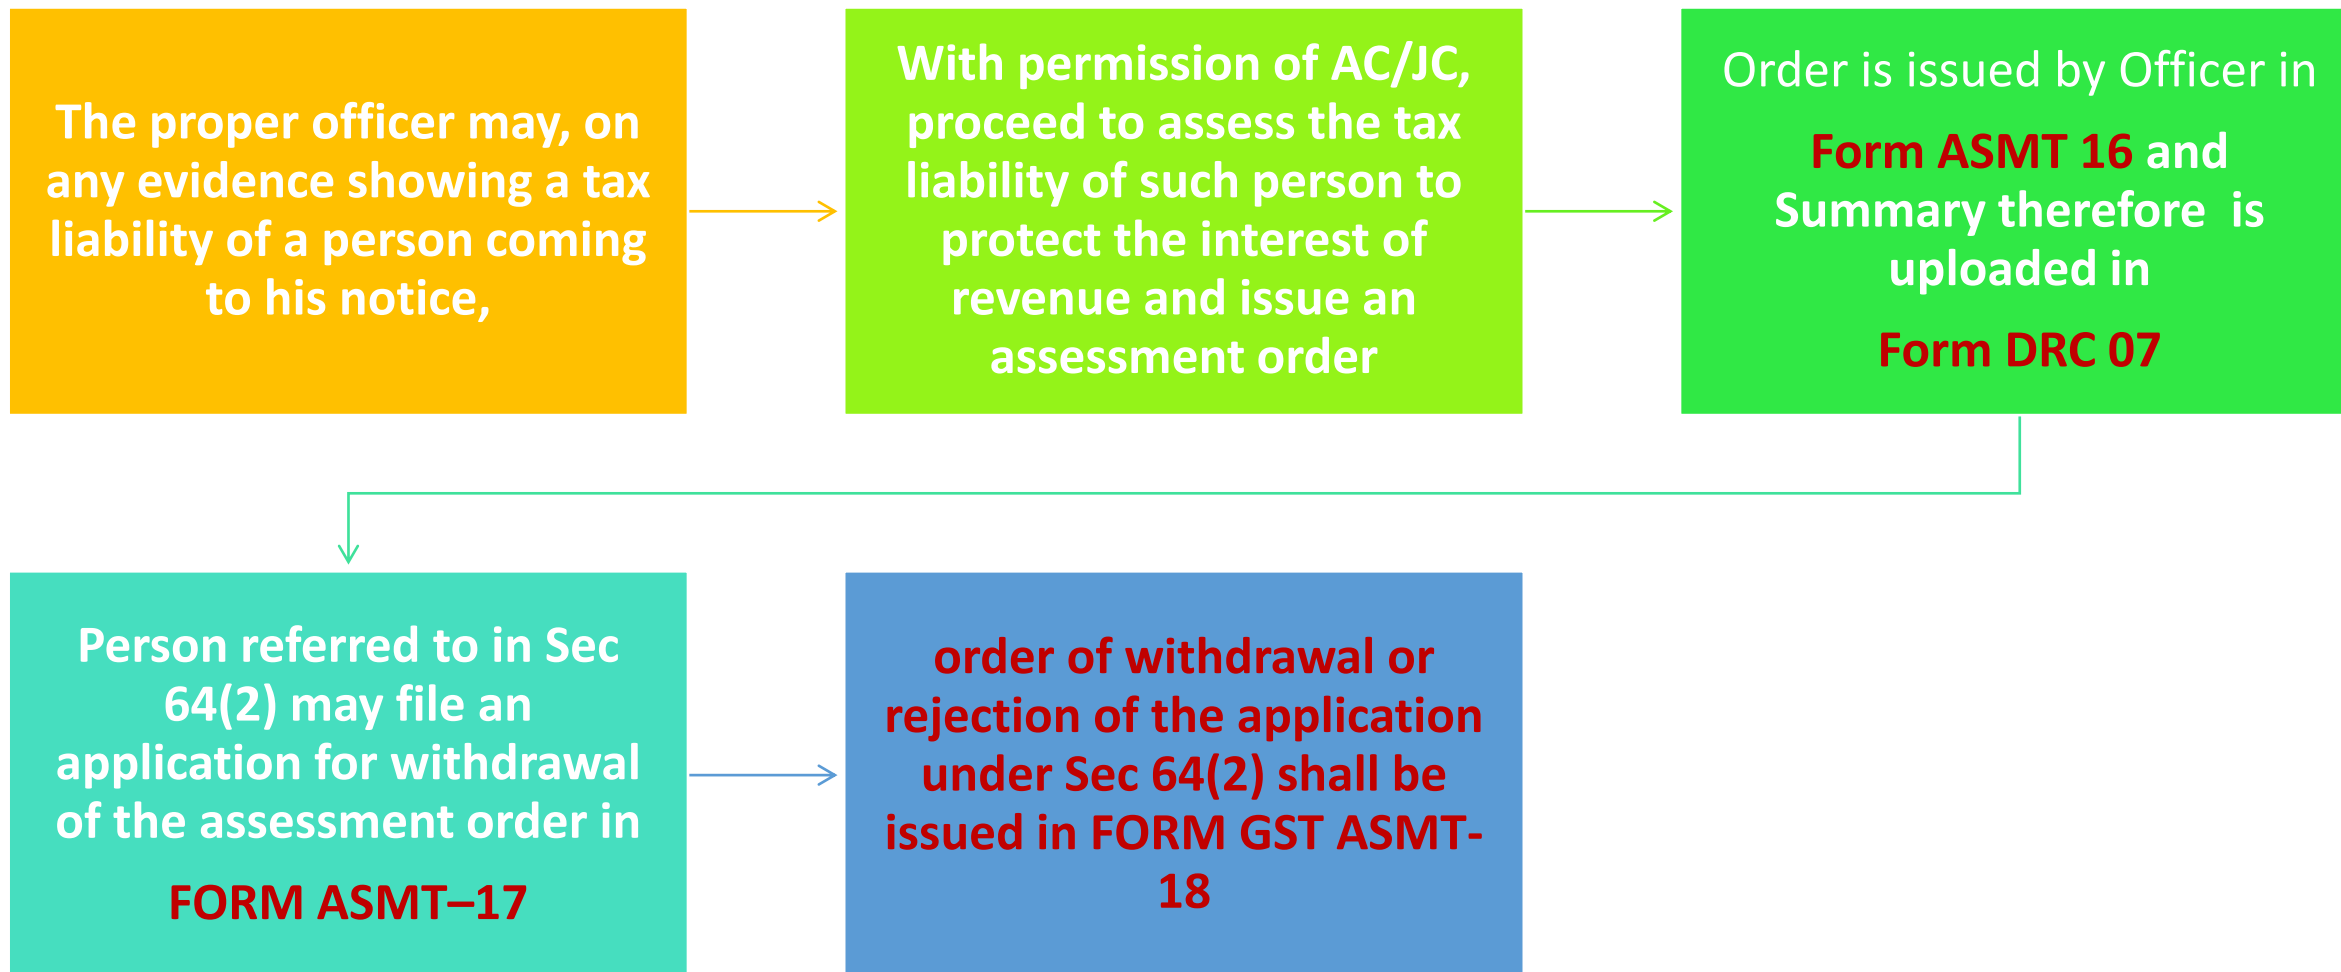 The proper officer may, on
any evidence showing a tax
liability of a person coming
to his notice,
With permission of AC/JC,
proceed to assess the tax
liability of such person to
protect the interest of
revenue and issue an
assessment order
Order is issued by Officer in
Form ASMT 16 and
Summary therefore  is
uploaded in
Form DRC 07
Person referred to in Sec
64(2) may file an
application for withdrawal
of the assessment order in
FORM ASMT–17
order of withdrawal or
rejection of the application
under Sec 64(2) shall be
issued in FORM GST ASMT-
18